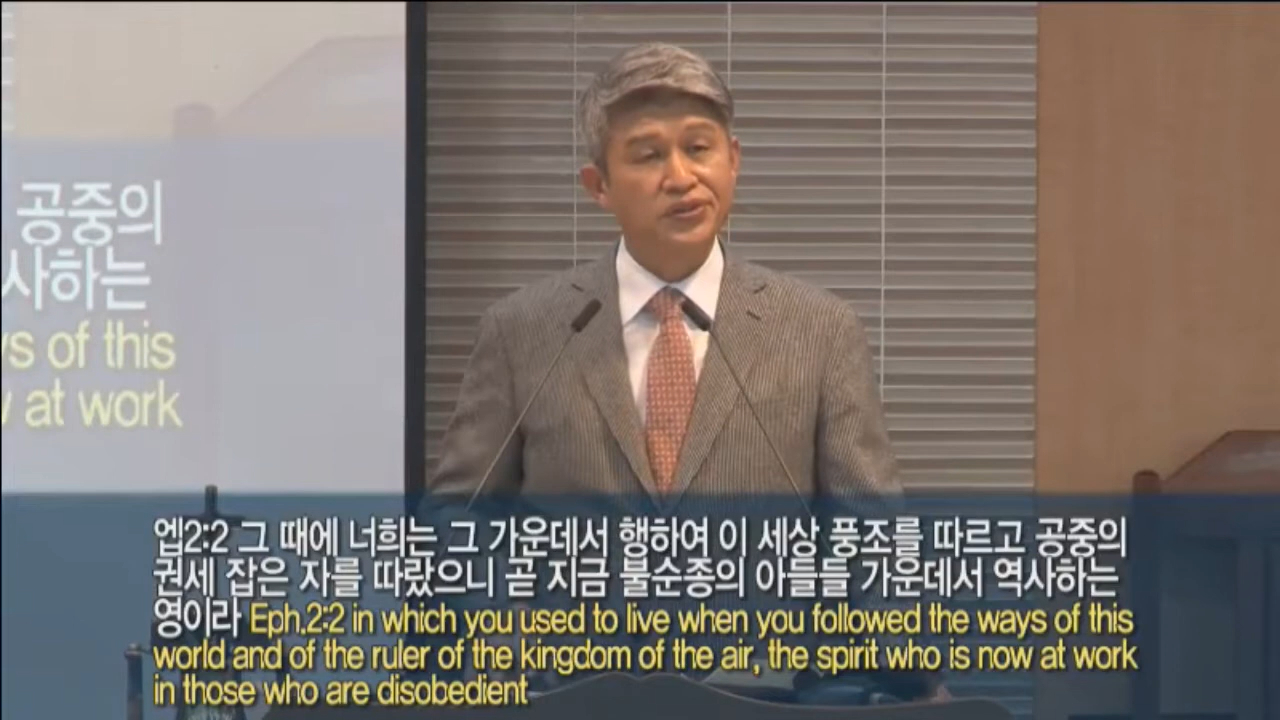 공중의
사하는
s of this
at work
엡2:2 그 때에 너희는 그 가운데서 행하여 이 세상 풍조를 따르고 공중의
권세 잡은 자를 따랐으니 곧 지금 불순종의 아들들 가운데서 역사하는
영이라 Eph.2:2 in which you used to live when you followed the ways of this
world and of the ruler of the kingdom of the air, the spirit who is now at work
in those who are disobedient